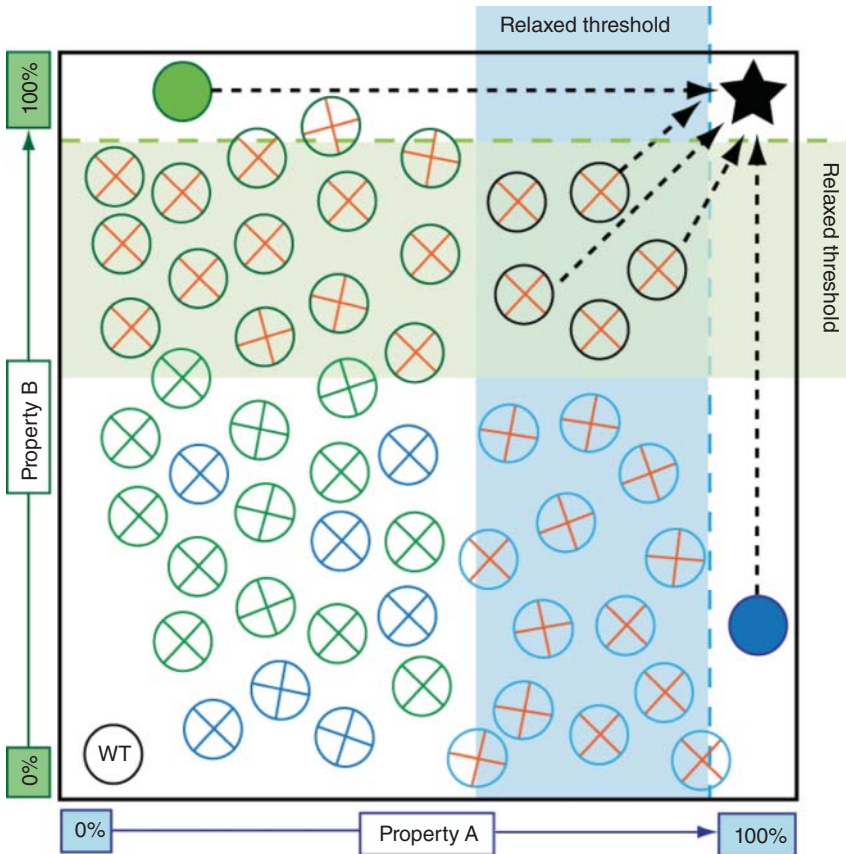 Relaxed threshold
100%
Relaxed threshold
Property B
WT
0%
0%
Property A
100%